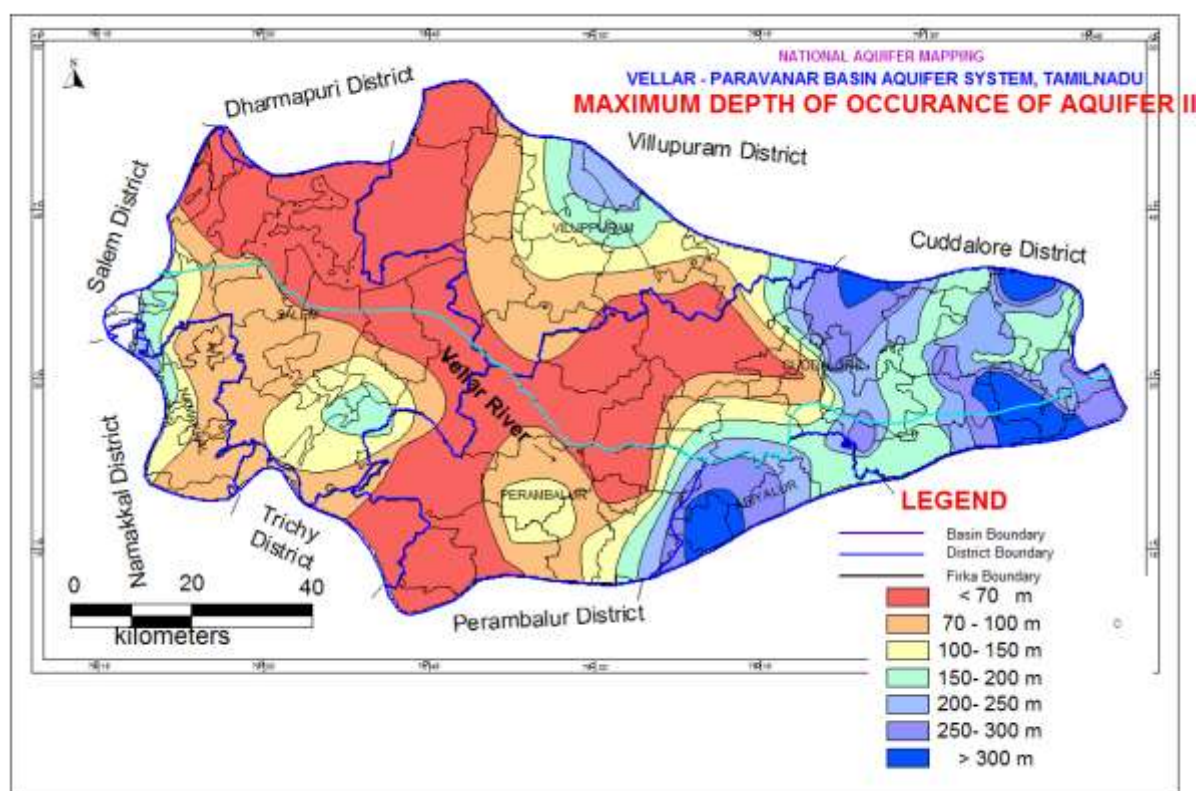 NATIONAL AQUIFER MAPPING
VELLAR - PARAVANAR BASIN AQUIFER SYSTEM, TAMILNADU
MAXIMUM DEPTH OF OCCURANCE OF AQUIFER II
Dharmapuri District
Villupuram District
Salem District
Cuddalore District
VILUPPURAM
SALEM
Vellar River
PERAMBALUR
Namakkal District
Trichy
District
Perambalur District
0 20 40
kilometers
LEGEND
Basin Boundary
District Boundary
Firka Boundary
< 70 m
70 - 100 m
100- 150 m
150- 200 m
200- 250 m
250- 300 m
> 300 m